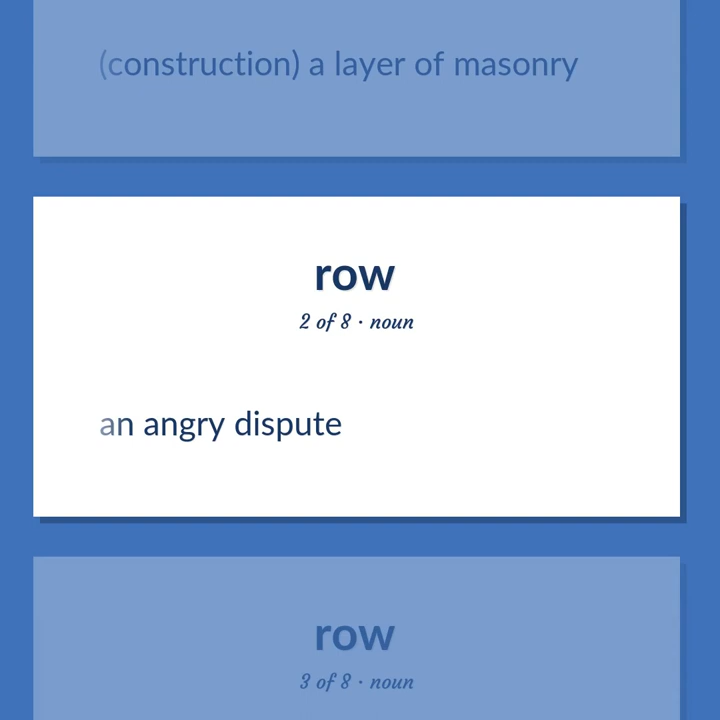 (construction) a layer of masonry
row
2 of 8 · noun
an angry dispute
row
3 of 8 · noun